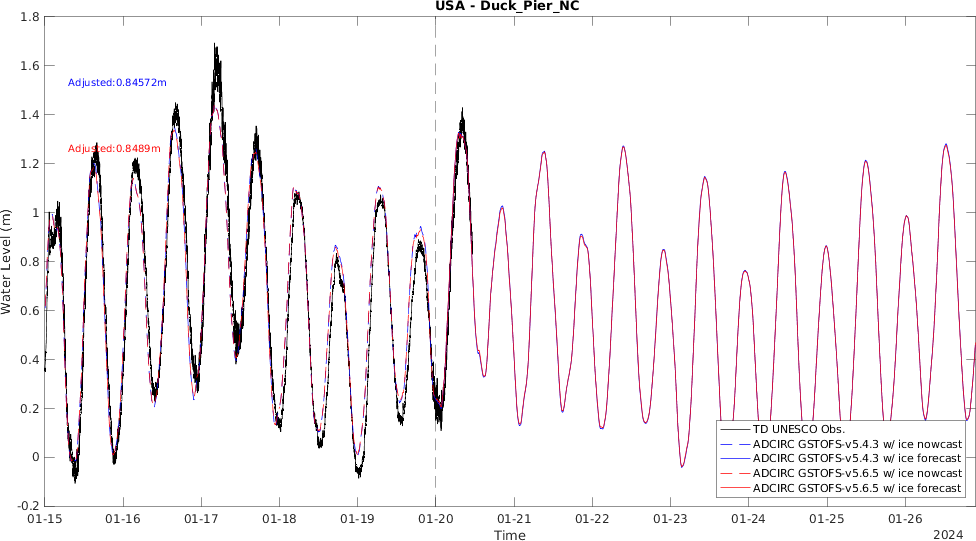 USA - Duck_Pier_NC
1.8
1.6
1.4
1.2
1
0.8
0.6
0.4
0.2
0
-0.2
Water Level (m)
Adjusted:0.84572m
Adjusted:0.8489m
TD UNESCO Obs.
ADCIRC GSTOFS-v5.4.3 w/ ice nowcast
ADCIRC GSTOFS-v5.4.3 w/ ice forecast
ADCIRC GSTOFS-v5.6.5 w/ ice nowcast
ADCIRC GSTOFS-v5.6.5 w/ ice forecast
01-15 01-16 01-17 01-18 01-19 01-20 01-21 01-22 01-23 01-24 01-25 01-26
Time
2024